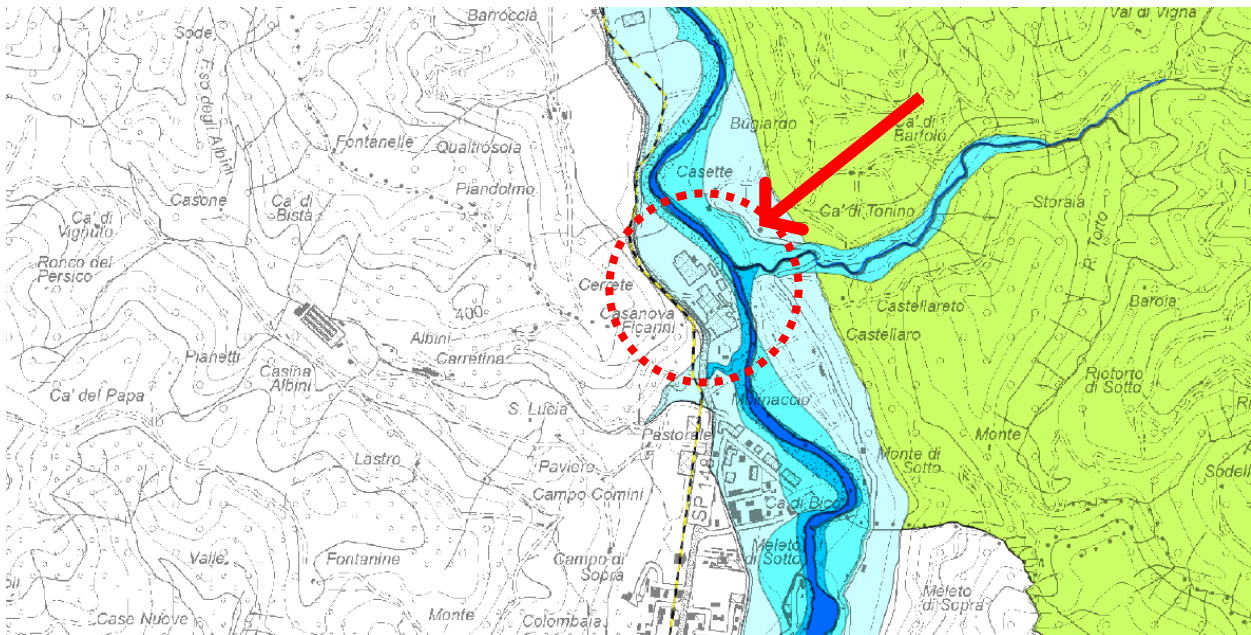 Barroccia
Val di Vigna
Sode
F.so degli Albini
Bugiardo
Ca' di
Bartolo
Fontanelle
Qualtrosola
Casette
Piandolmo
Casone
Ca' di
Bista
Ca' di Tonino
Storaia
R. Torto
Ca' di
Vignuto
Ronco del
Persico
Cerrete
Castellareto
Baroia
400
Casanova
Ficarini
Castellaro
Albini
Pianetti
Carretina
Casina
Albini
Riotorto
di Sotto
Ca' del Papa
S. Lucia
Mulinaccio
Pastorale
Monte
Lastro
Paviero
Monte di
Sotto
Campo Comini
SP 148
Ca di Bico
Valle
Fontanine
Campo di
Sopra
Meleto
di Sotto
Meleto
di Sopra
Case Nuove
Monte
Colombaia